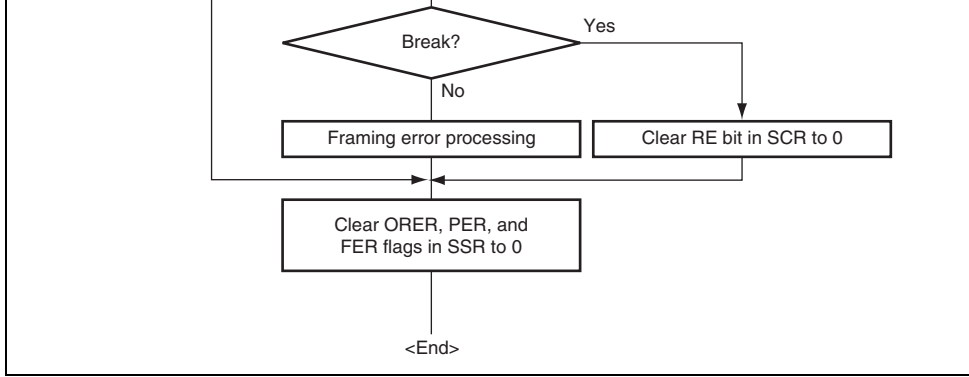 Yes
Break?
No
Framing error processing
Clear RE bit in SCR to 0
Clear ORER, PER, and
FER flags in SSR to 0
<End>